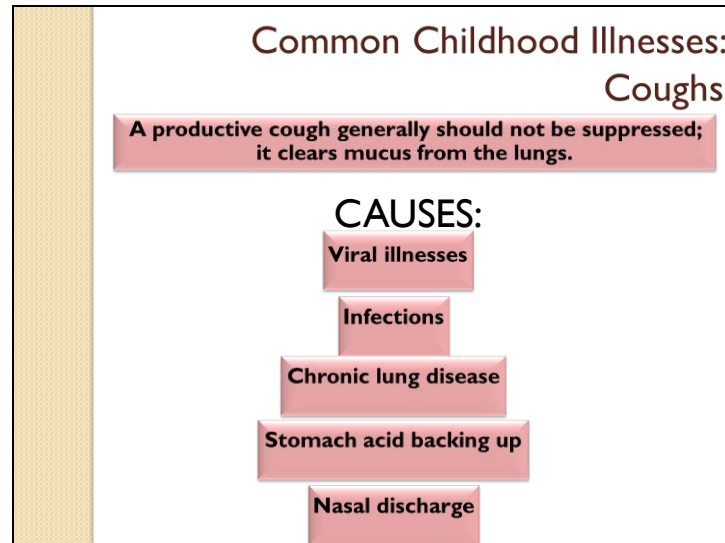 Common Childhood Illnesses:
Coughs
A productive cough generally should not be suppressed;
it clears mucus from the lungs.
CAUSES:
Viral illnesses
Infections
Chronic lung disease
Stomach acid backing up
Nasal discharge